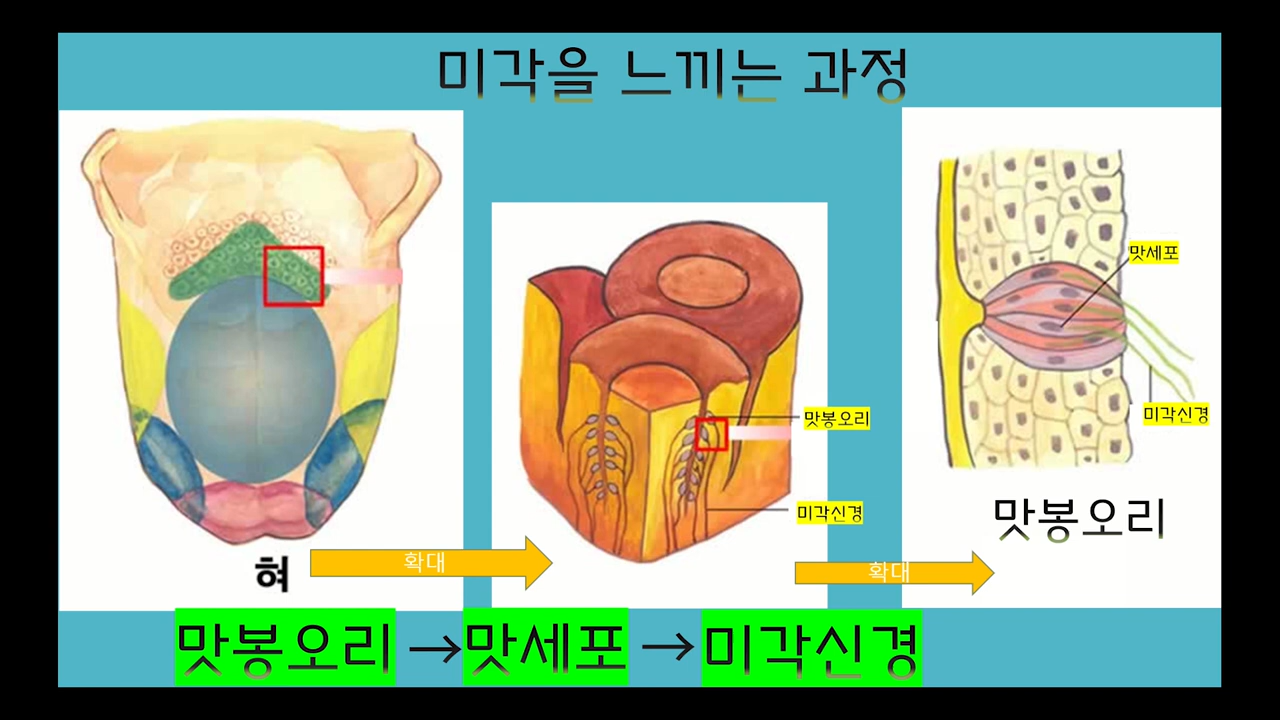 미각을 느끼는 과정
맛세포
미각신경
맛봉오리
맛봉오리
미각신경
혀
확대
확대
맛봉오리 → 맛세포 → 미각신경